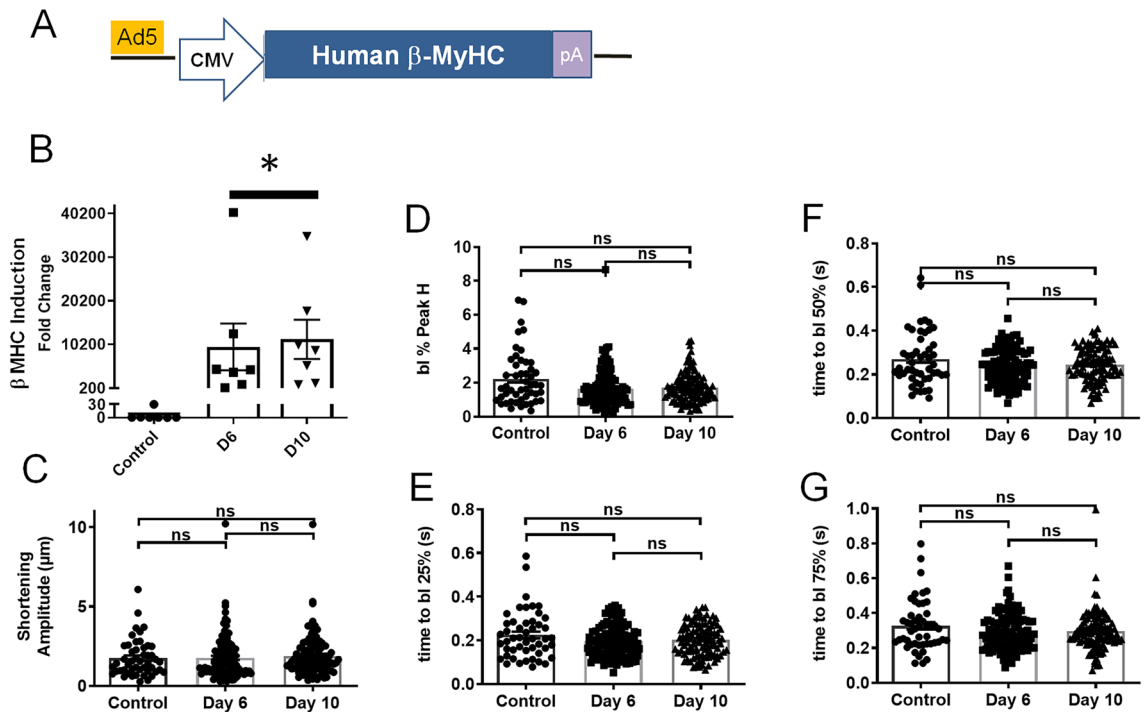 A
Ad5
CMV
Human β-MyHC
pA
B
*
β MHC Induction
Fold Change
40200
30200
20200
10200
200
30
0
Control
D6
D10
C
Shortening
Amplitude (μm)
10
5
0
ns
ns
ns
Control
Day 6
Day 10
D
bl % Peak H
10
8
6
4
2
0
ns
ns
ns
Control
Day 6
Day 10
E
time to bl 25% (s)
0.8
0.6
0.4
0.2
0.0
ns
ns
ns
Control
Day 6
Day 10
F
time to bl 50% (s)
0.8
0.6
0.4
0.2
0.0
ns
ns
ns
Control
Day 6
Day 10
G
time to bl 75% (s)
1.0
0.8
0.6
0.4
0.2
0.0
ns
ns
ns
Control
Day 6
Day 10